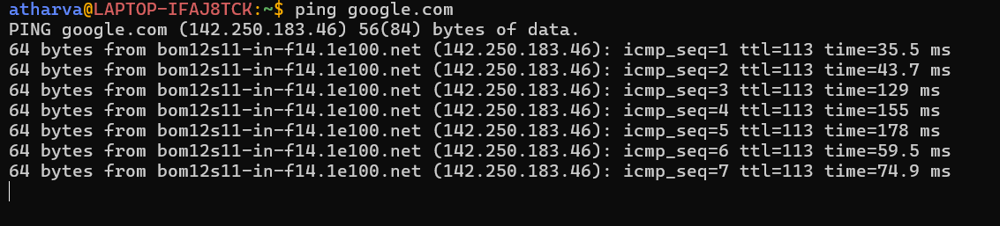 atharva@LAPTOP-IFAJ8TCK:~$ ping google.com
PING google.com (142.250.183.46) 56(84) bytes of data.
64 bytes from bom12s11-in-f14.1e100.net (142.250.183.46): icmp_seq=1 ttl=113 time=35.5 ms
64 bytes from bom12s11-in-f14.1e100.net (142.250.183.46): icmp_seq=2 ttl=113 time=43.7 ms
64 bytes from bom12s11-in-f14.1e100.net (142.250.183.46): icmp_seq=3 ttl=113 time=129 ms
64 bytes from bom12s11-in-f14.1e100.net (142.250.183.46): icmp_seq=4 ttl=113 time=155 ms
64 bytes from bom12s11-in-f14.1e100.net (142.250.183.46): icmp_seq=5 ttl=113 time=178 ms
64 bytes from bom12s11-in-f14.1e100.net (142.250.183.46): icmp_seq=6 ttl=113 time=59.5 ms
64 bytes from bom12s11-in-f14.1e100.net (142.250.183.46): icmp_seq=7 ttl=113 time=74.9 ms